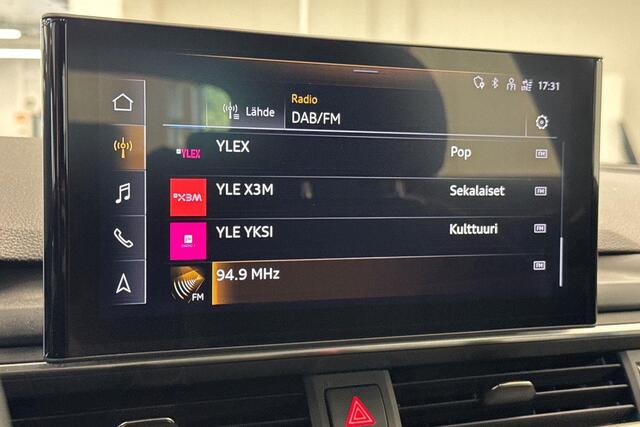 17:31
Lähde
Radio
DAB/FM
YLEX
YLEX
Pop
FM
X3M
YLE X3M
Sekalaiset
FM
YLE YKSI
Kulttuuri
FM
FM
94.9 MHz
FM